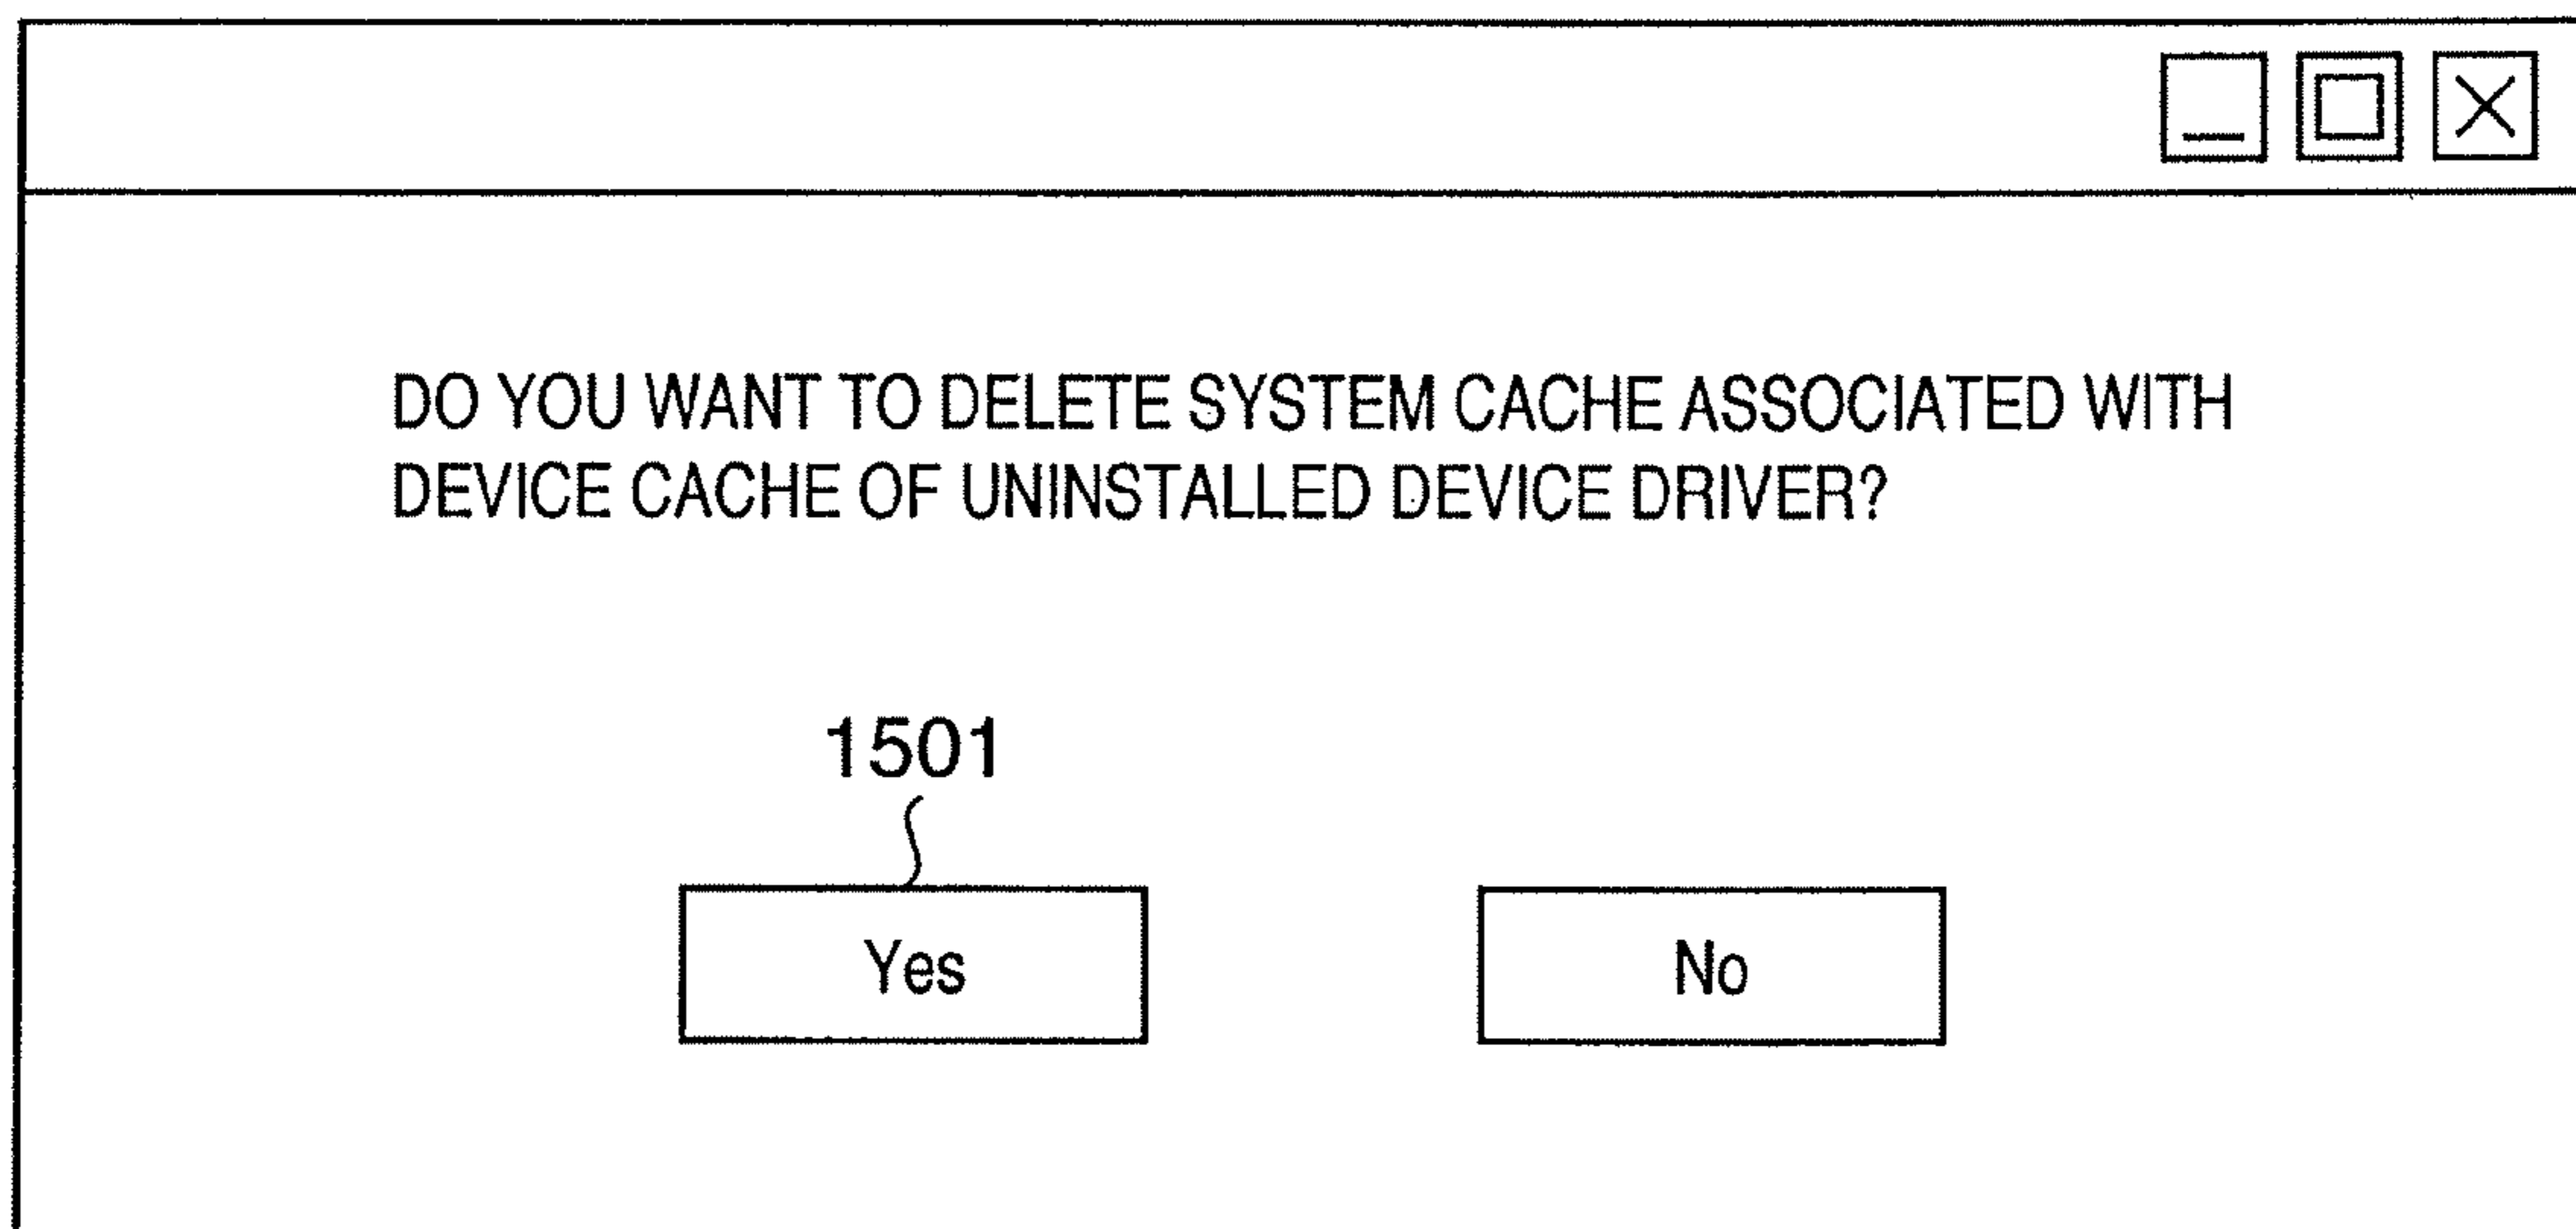 DO YOU WANT TO DELETE SYSTEM CACHE ASSOCIATED WITH
DEVICE CACHE OF UNINSTALLED DEVICE DRIVER?
1501
Yes No